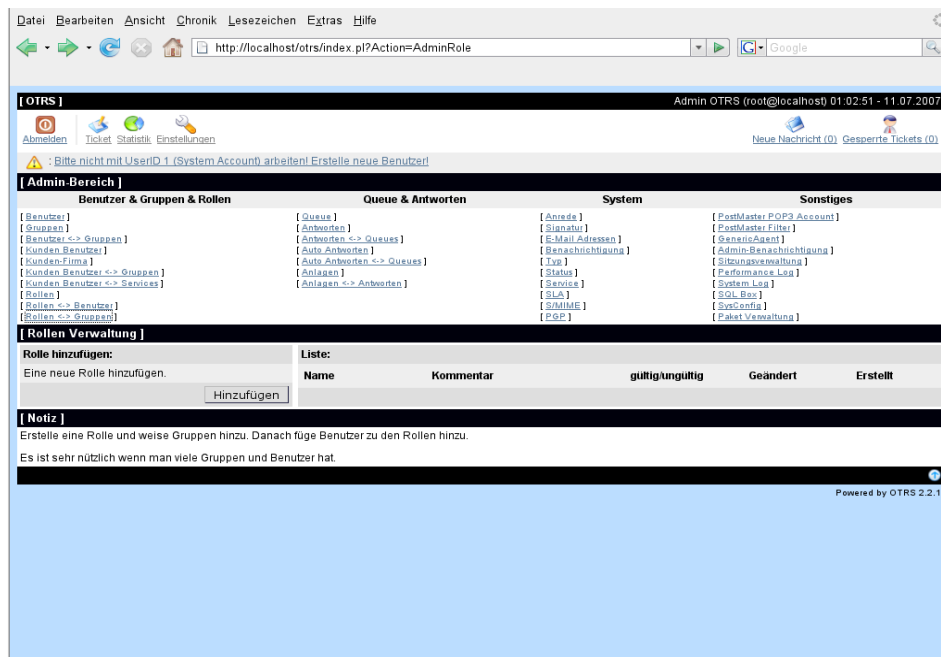 Datei Bearbeiten Ansicht Chronik Lesezeichen Extras Hilfe
http://localhost/otrs/index.pl?Action=AdminRole
G Google
[ OTRS ] Admin OTRS (root@localhost) 01:02:51 - 11.07.2007
Abmelden Ticket Statistik Einstellungen Neue Nachricht (0) Gesperrte Tickets (0)
: Bitte nicht mit UserID 1 (System Account) arbeiten! Erstelle neue Benutzer!
[ Admin-Bereich ]
Benutzer & Gruppen & Rollen Queue & Antworten System Sonstiges
[ Benutzer ] [ Queue ] [ Anrede ] [ PostMaster POP3 Account ]
[ Gruppen ] [ Antworten ] [ Signatur ] [ PostMaster Filter ]
[ Benutzer <-> Gruppen ] [ Antworten <-> Queues ] [ E-Mail Adressen ] [ GenericAgent ]
[ Kunden Benutzer ] [ Auto Antworten ] [ Benachrichtigung ] [ Admin-Benachrichtigung ]
[ Kunden-Firma ] [ Auto Antworten <-> Queues ] [ Typ ] [ Sitzungsverwaltung ]
[ Kunden Benutzer <-> Gruppen ] [ Anlagen ] [ Status ] [ Performance Log ]
[ Kunden Benutzer <-> Services ] [ Anlagen <-> Antworten ] [ Service ] [ System Log ]
[ Rollen ] [ SLA ] [ SQL Box ]
[ Rollen <-> Benutzer ] [ S/MIME ] [ SysConfig ]
[ Rollen <-> Gruppen ] [ PGP ] [ Paket Verwaltung ]
[ Rollen Verwaltung ]
Rolle hinzufügen: Liste:
Eine neue Rolle hinzufügen. Name Kommentar gültig/ungültig Geändert Erstellt
Hinzufügen
[ Notiz ]
Erstelle eine Rolle und weise Gruppen hinzu. Danach füge Benutzer zu den Rollen hinzu.
Es ist sehr nützlich wenn man viele Gruppen und Benutzer hat.
Powered by OTRS 2.2.1